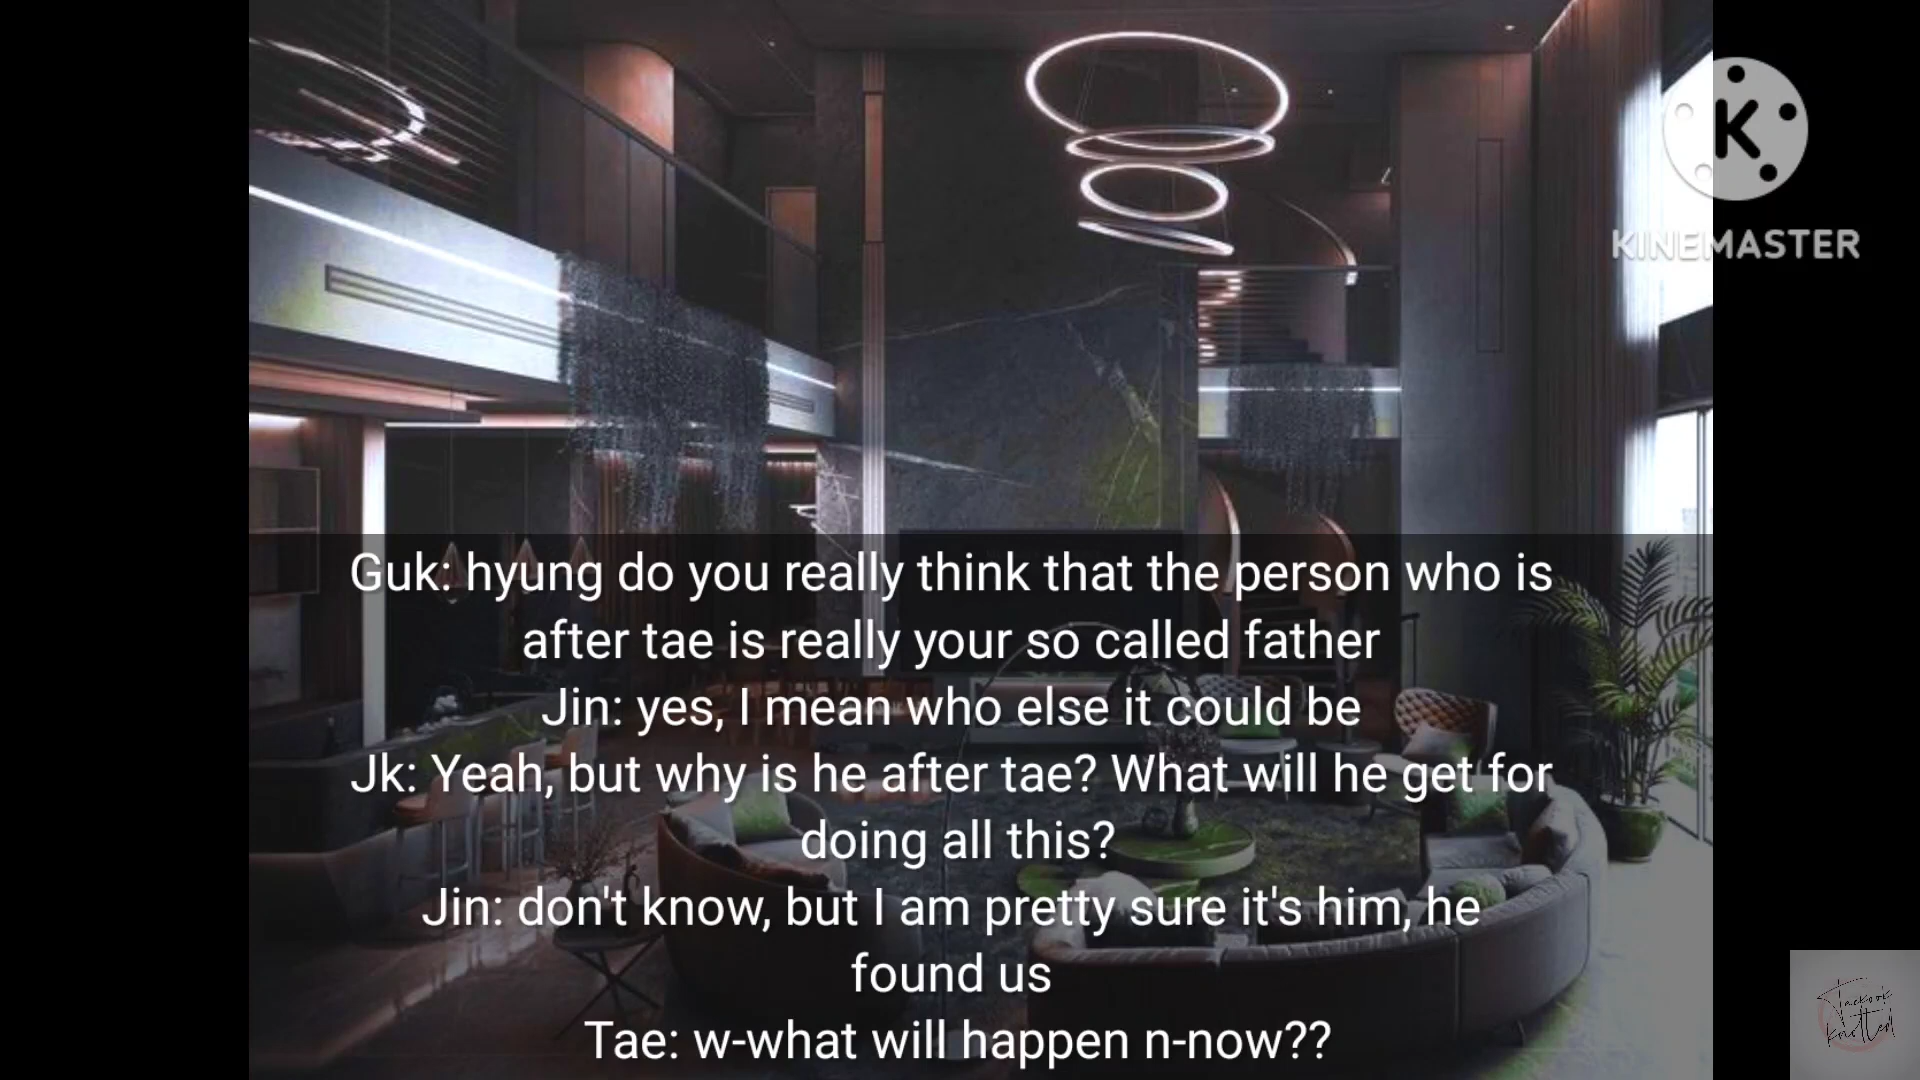 K
KINEMASTER
Guk: hyung do you really think that the person who is
after tae is really your so called father
Jin: yes, I mean who else it could be
Jk: Yeah, but why is he after tae? What will he get for
doing all this?
Jin: don't know, but I am pretty sure it's him, he
found us
Tae: w-what will happen n-now??
Taekook
knotted